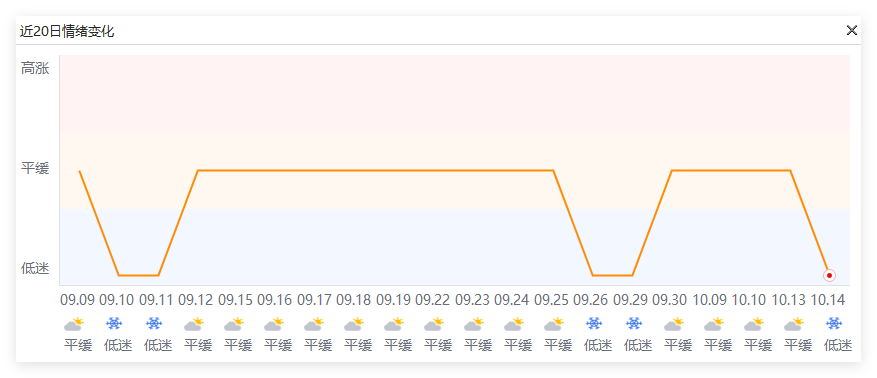 近20日情绪变化
高涨
平缓
低迷
09.09 09.10 09.11 09.12 09.15 09.16 09.17 09.18 09.19 09.22 09.23 09.24 09.25 09.26 09.29 09.30 10.09 10.10 10.13 10.14
平缓 低迷 低迷 平缓 平缓 平缓 平缓 平缓 平缓 平缓 平缓 平缓 平缓 低迷 低迷 平缓 平缓 平缓 平缓 低迷